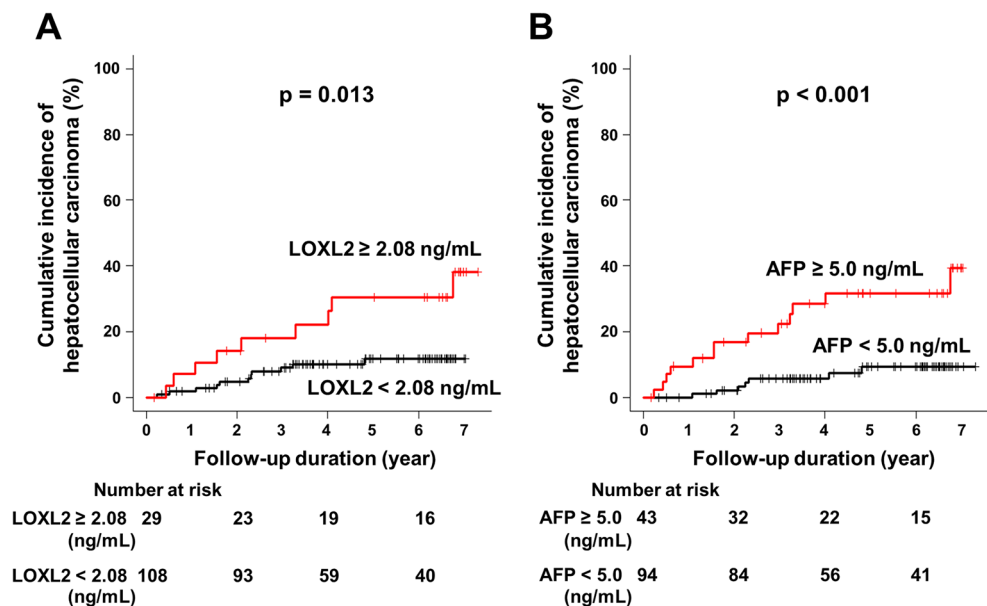 A
Cumulative incidence of
hepatocellular carcinoma (%)
100
80
60
40
20
0
p = 0.013
LOXL2 ≥ 2.08 ng/mL
LOXL2 < 2.08 ng/mL
0 1 2 3 4 5 6 7
Follow-up duration (year)
Number at risk
LOXL2 ≥ 2.08 29 23 19 16
(ng/mL)
LOXL2 < 2.08 108 93 59 40
(ng/mL)
B
Cumulative incidence of
hepatocellular carcinoma (%)
100
80
60
40
20
0
p < 0.001
AFP ≥ 5.0 ng/mL
AFP < 5.0 ng/mL
0 1 2 3 4 5 6 7
Follow-up duration (year)
Number at risk
AFP ≥ 5.0 43 32 22 15
(ng/mL)
AFP < 5.0 94 84 56 41
(ng/mL)